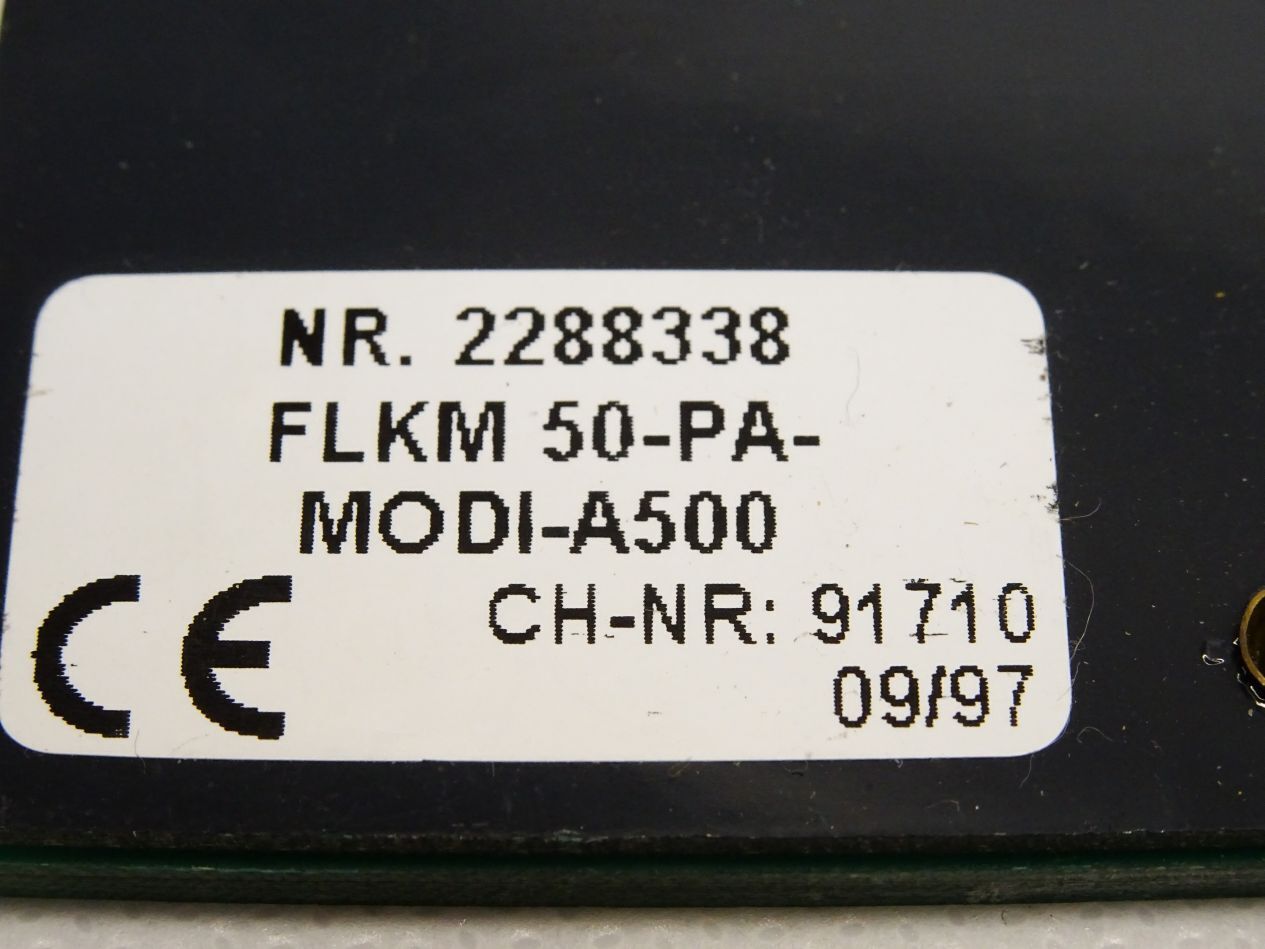 NR. 2288338
FLKM 50-PA-
MODI-A500
CE
CH-NR: 91710
09/97